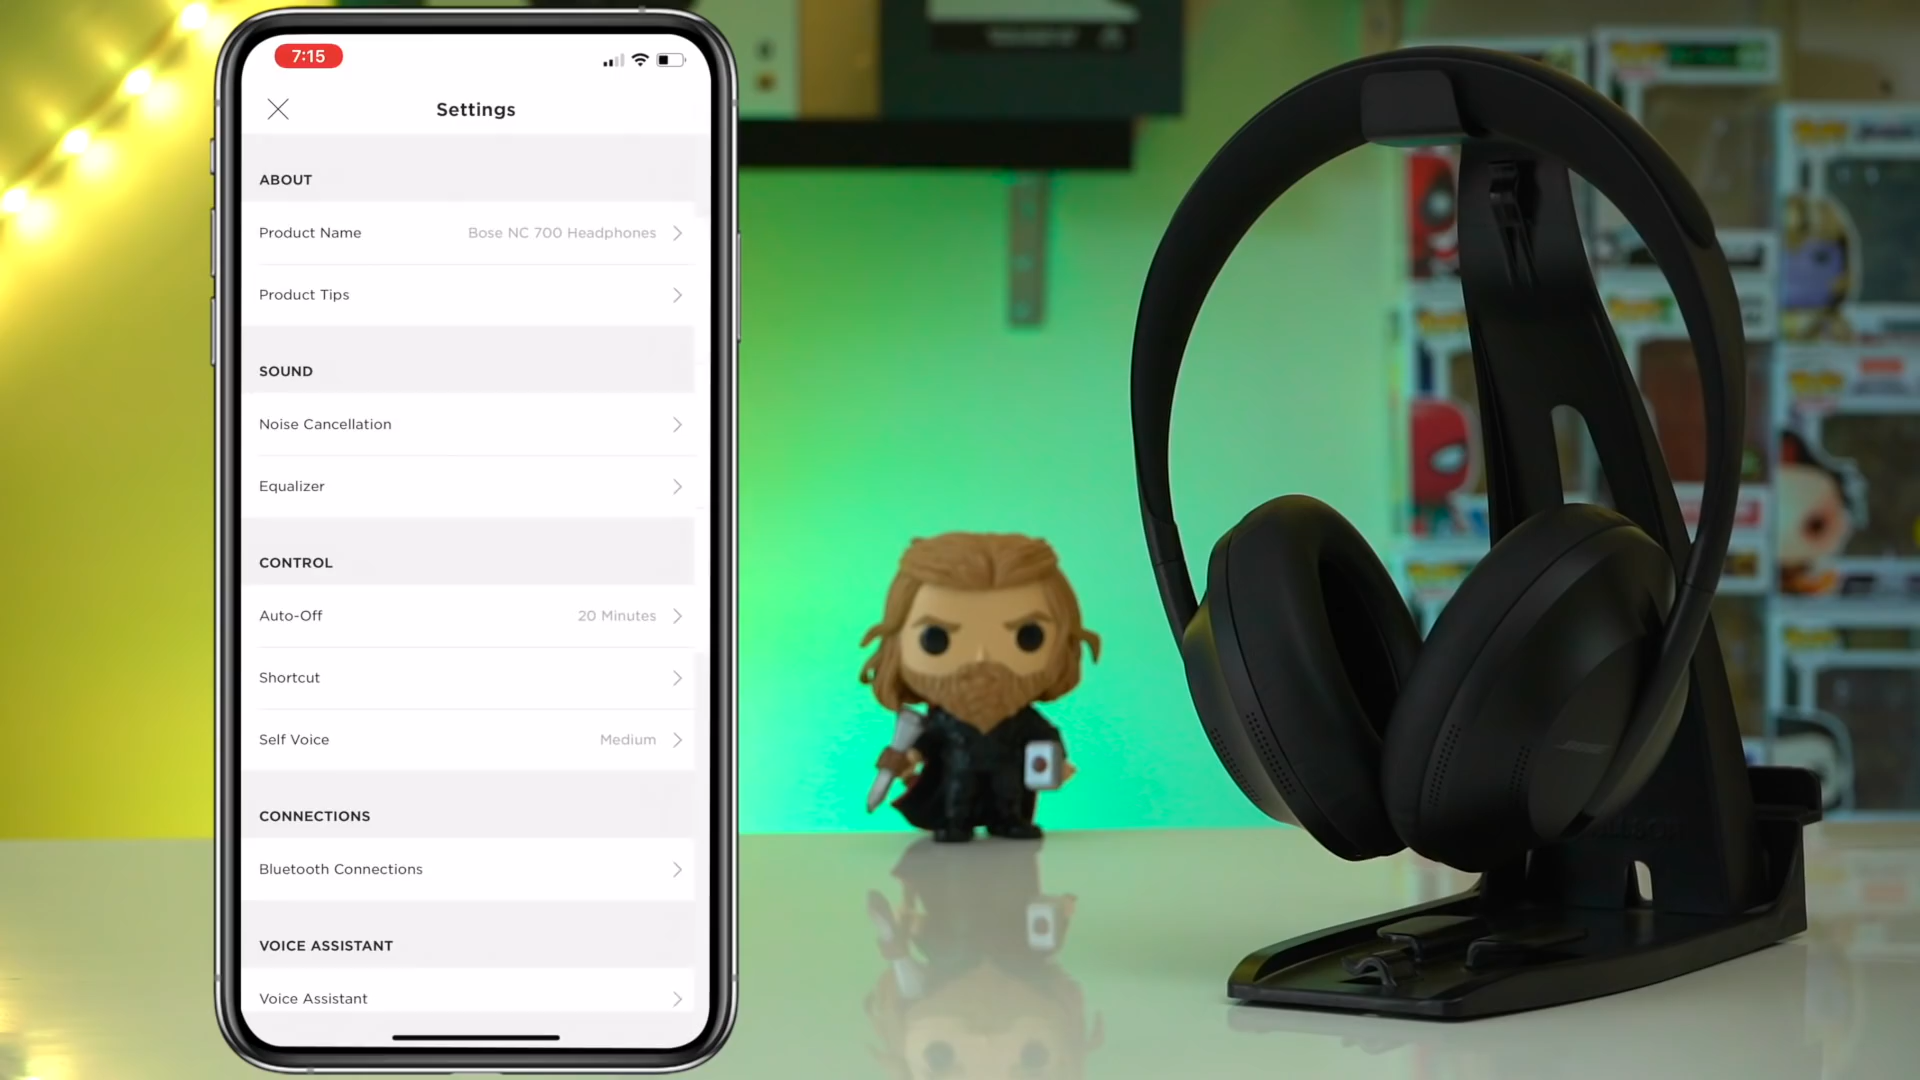 7:15
Settings
ABOUT
Product Name Bose NC 700 Headphones
Product Tips
SOUND
Noise Cancellation
Equalizer
CONTROL
Auto-Off 20 Minutes
Shortcut
Self Voice Medium
CONNECTIONS
Bluetooth Connections
VOICE ASSISTANT
Voice Assistant
BOSE